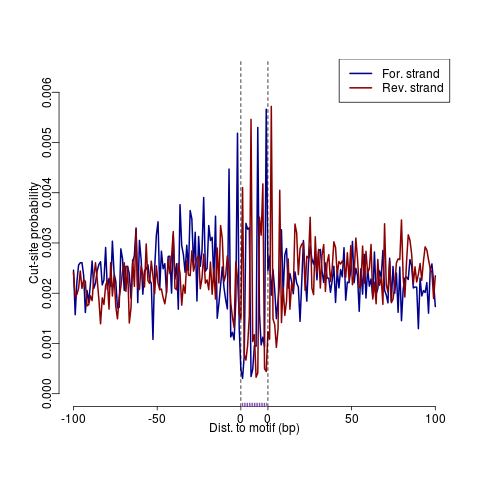 For. strand
Rev. strand
Cut-site probability
0.006
0.005
0.004
0.003
0.002
0.001
0.000
-100 -50 0 0 50 100
Dist. to motif (bp)